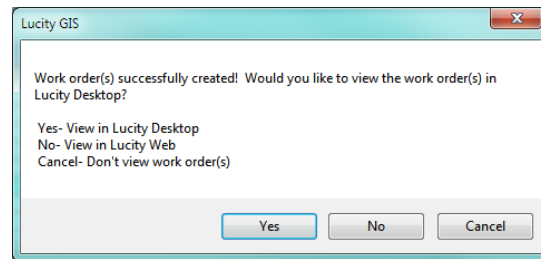 Lucity GIS
Work order(s) successfully created! Would you like to view the work order(s) in
Lucity Desktop?
Yes- View in Lucity Desktop
No- View in Lucity Web
Cancel- Don't view work order(s)
Yes No Cancel